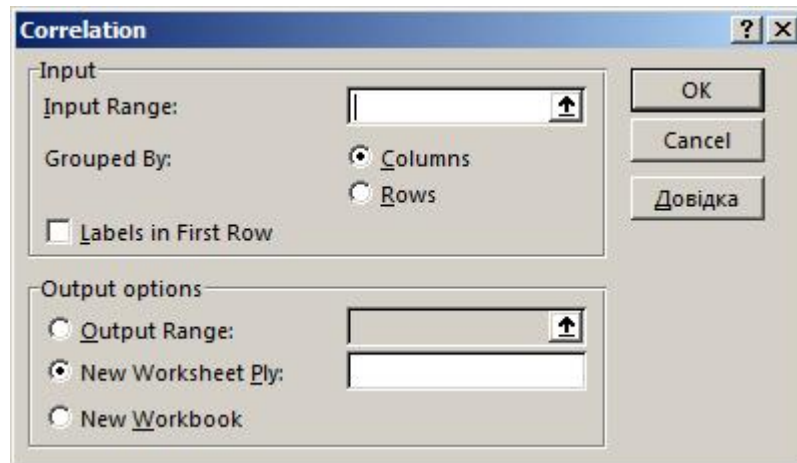 Correlation
Input
Input Range:
Grouped By:
Columns
Rows
Labels in First Row
OK
Cancel
Довідка
Output options
Output Range:
New Worksheet Ply:
New Workbook